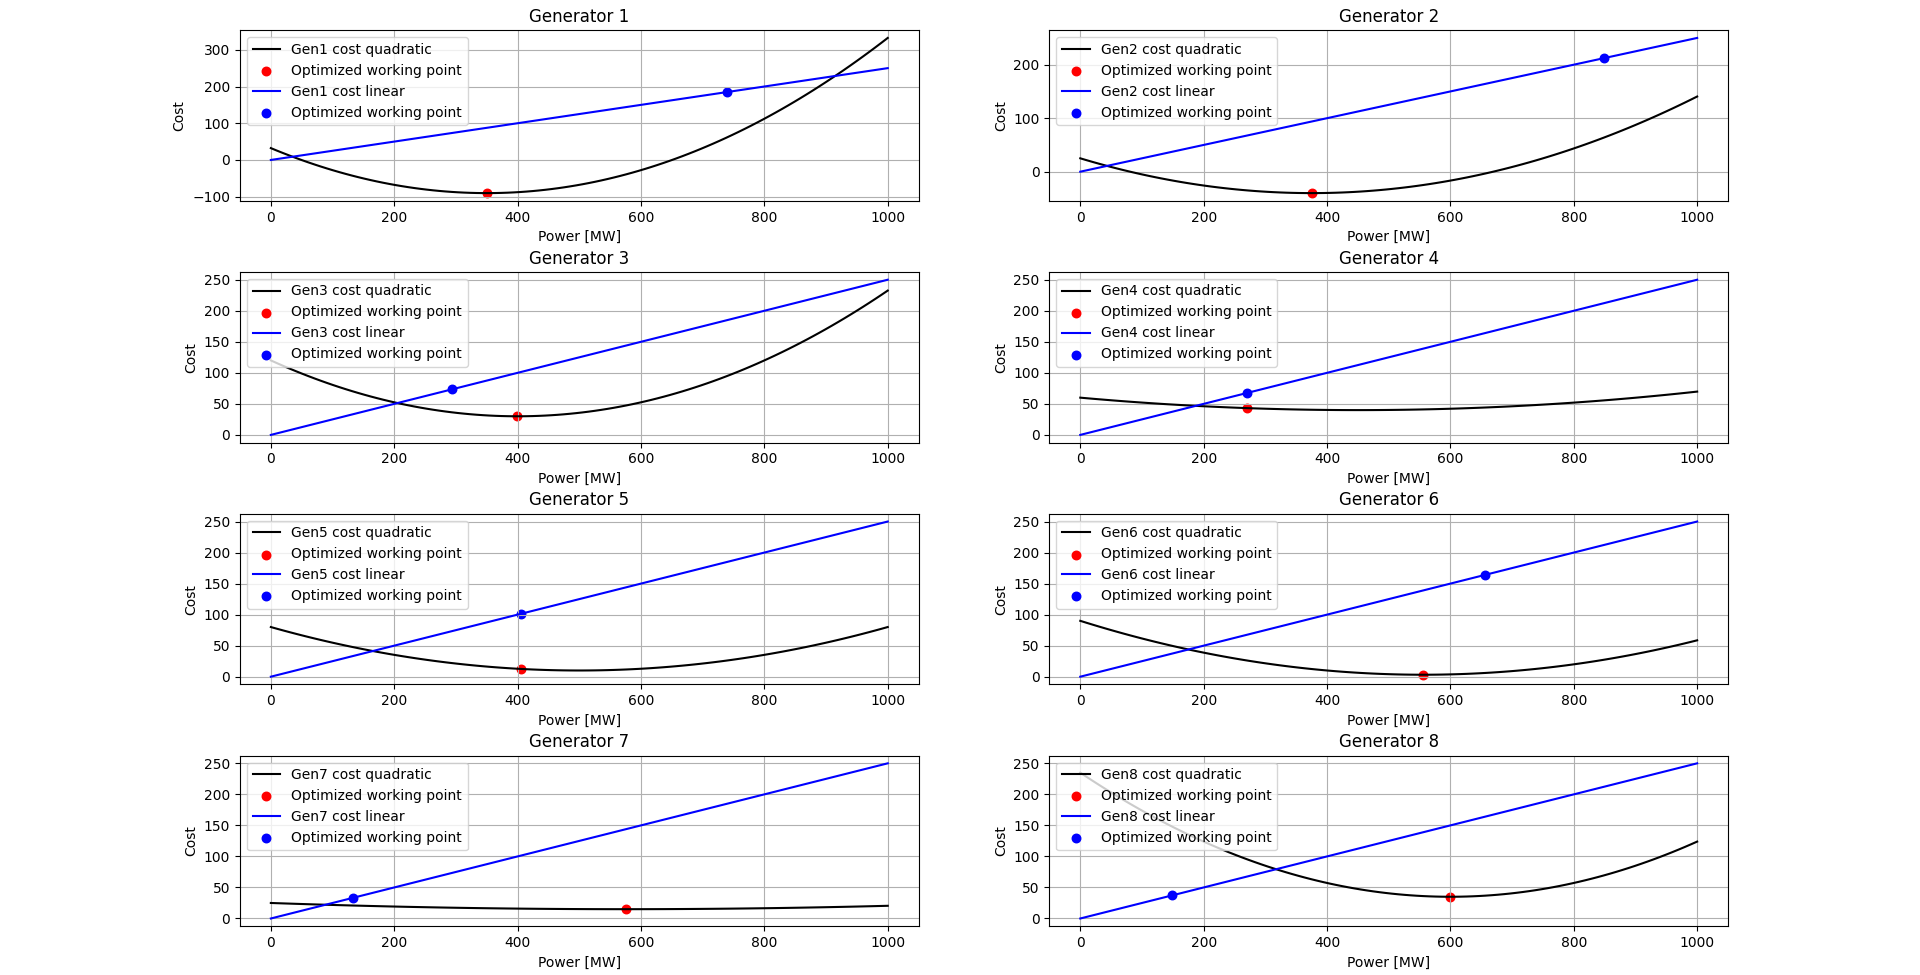 Generator 1
Gen1 cost quadratic
Optimized working point
Gen1 cost linear
Optimized working point
300
200
100
0
−100
Cost
0 200 400 600 800 1000
Power [MW]
Generator 2
Gen2 cost quadratic
Optimized working point
Gen2 cost linear
Optimized working point
200
100
0
Cost
0 200 400 600 800 1000
Power [MW]
Generator 3
Gen3 cost quadratic
Optimized working point
Gen3 cost linear
Optimized working point
250
200
150
100
50
0
Cost
0 200 400 600 800 1000
Power [MW]
Generator 4
Gen4 cost quadratic
Optimized working point
Gen4 cost linear
Optimized working point
250
200
150
100
50
0
Cost
0 200 400 600 800 1000
Power [MW]
Generator 5
Gen5 cost quadratic
Optimized working point
Gen5 cost linear
Optimized working point
250
200
150
100
50
0
Cost
0 200 400 600 800 1000
Power [MW]
Generator 6
Gen6 cost quadratic
Optimized working point
Gen6 cost linear
Optimized working point
250
200
150
100
50
0
Cost
0 200 400 600 800 1000
Power [MW]
Generator 7
Gen7 cost quadratic
Optimized working point
Gen7 cost linear
Optimized working point
250
200
150
100
50
0
Cost
0 200 400 600 800 1000
Power [MW]
Generator 8
Gen8 cost quadratic
Optimized working point
Gen8 cost linear
Optimized working point
250
200
150
100
50
0
Cost
0 200 400 600 800 1000
Power [MW]